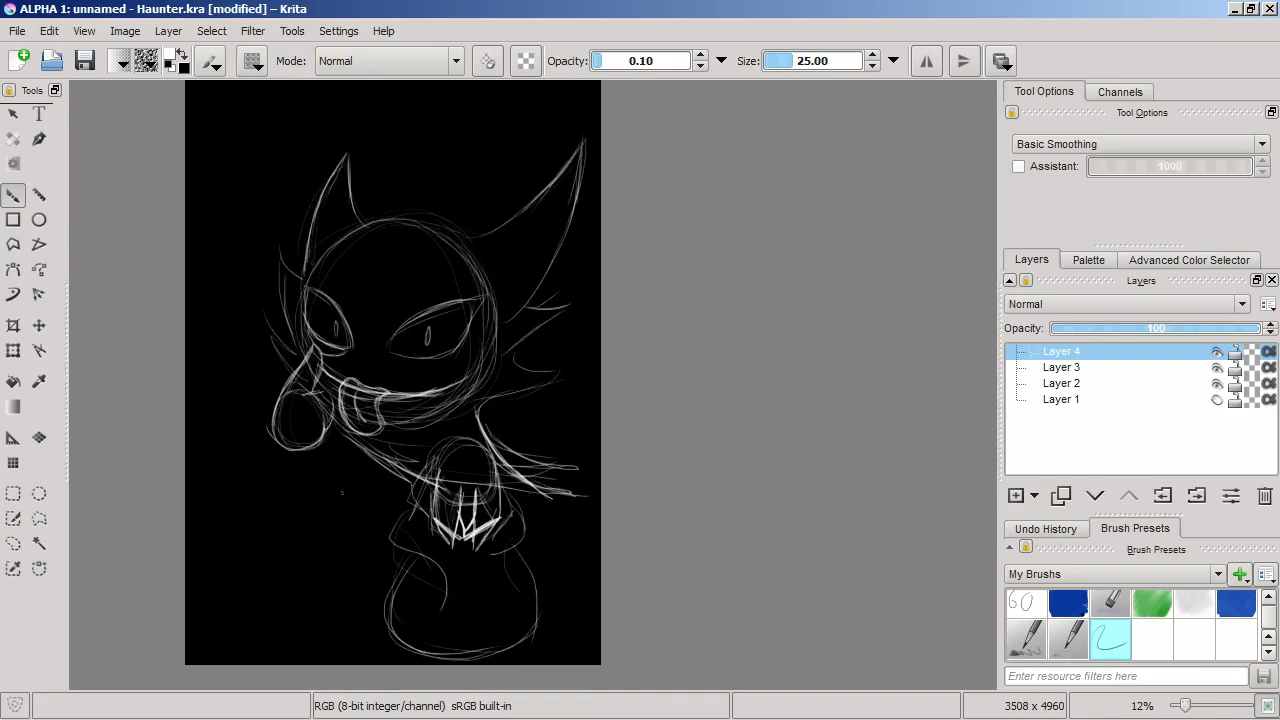 ALPHA 1: unnamed - Haunter.kra [modified] – Krita
File Edit View Image Layer Select Filter Tools Settings Help
Mode: Normal Opacity: 0.10 Size: 25.00
Tools
Tool Options Channels
Tool Options
Basic Smoothing
Assistant: 1000
Layers Palette Advanced Color Selector
Layers
Normal
Opacity: 100
Layer 4
Layer 3
Layer 2
Layer 1
Undo History Brush Presets
Brush Presets
My Brushes
Enter resource filters here
RGB (8-bit integer/channel) sRGB built-in 3508 x 4960 12%